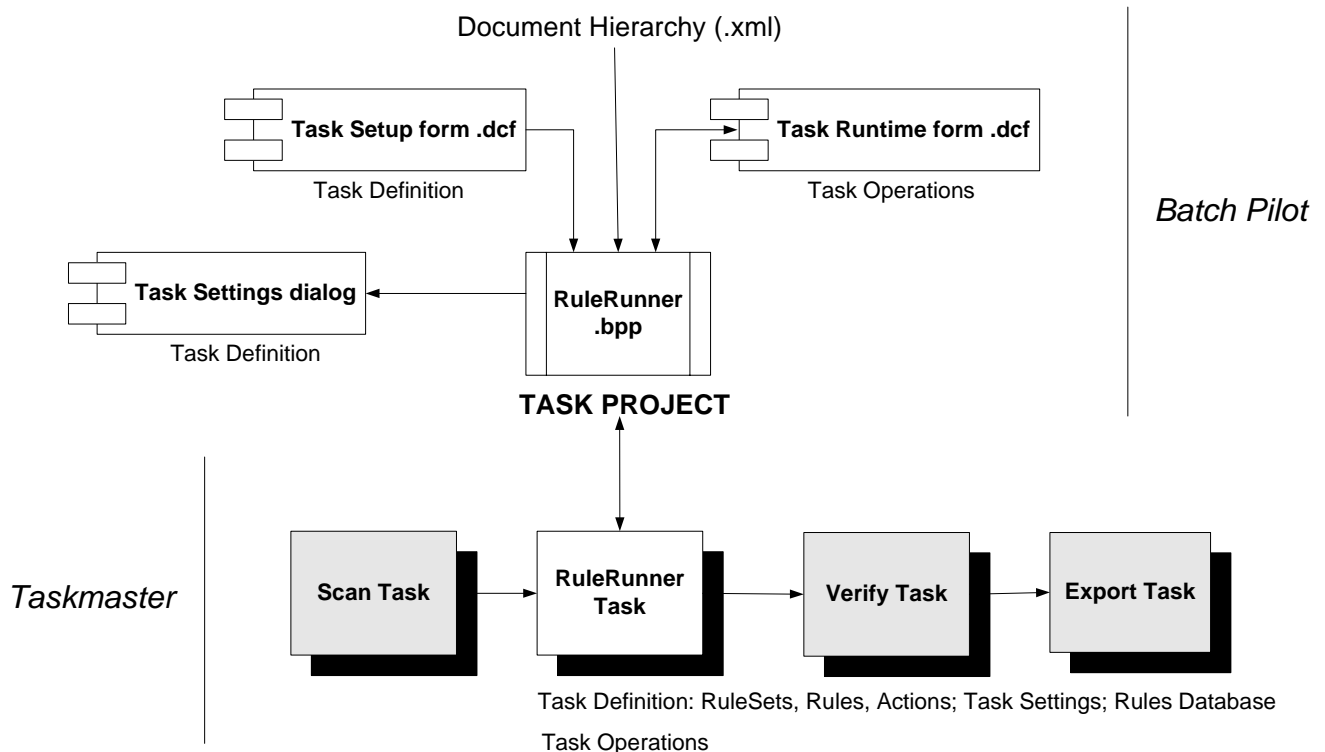 Document Hierarchy (.xml)
Task Setup form .dcf
Task Runtime form .dcf
Task Definition
Task Operations
Batch Pilot
Task Settings dialog
RuleRunner
.bpp
Task Definition
TASK PROJECT
Taskmaster
Scan Task
RuleRunner
Task
Verify Task
Export Task
Task Definition: RuleSets, Rules, Actions; Task Settings; Rules Database
Task Operations